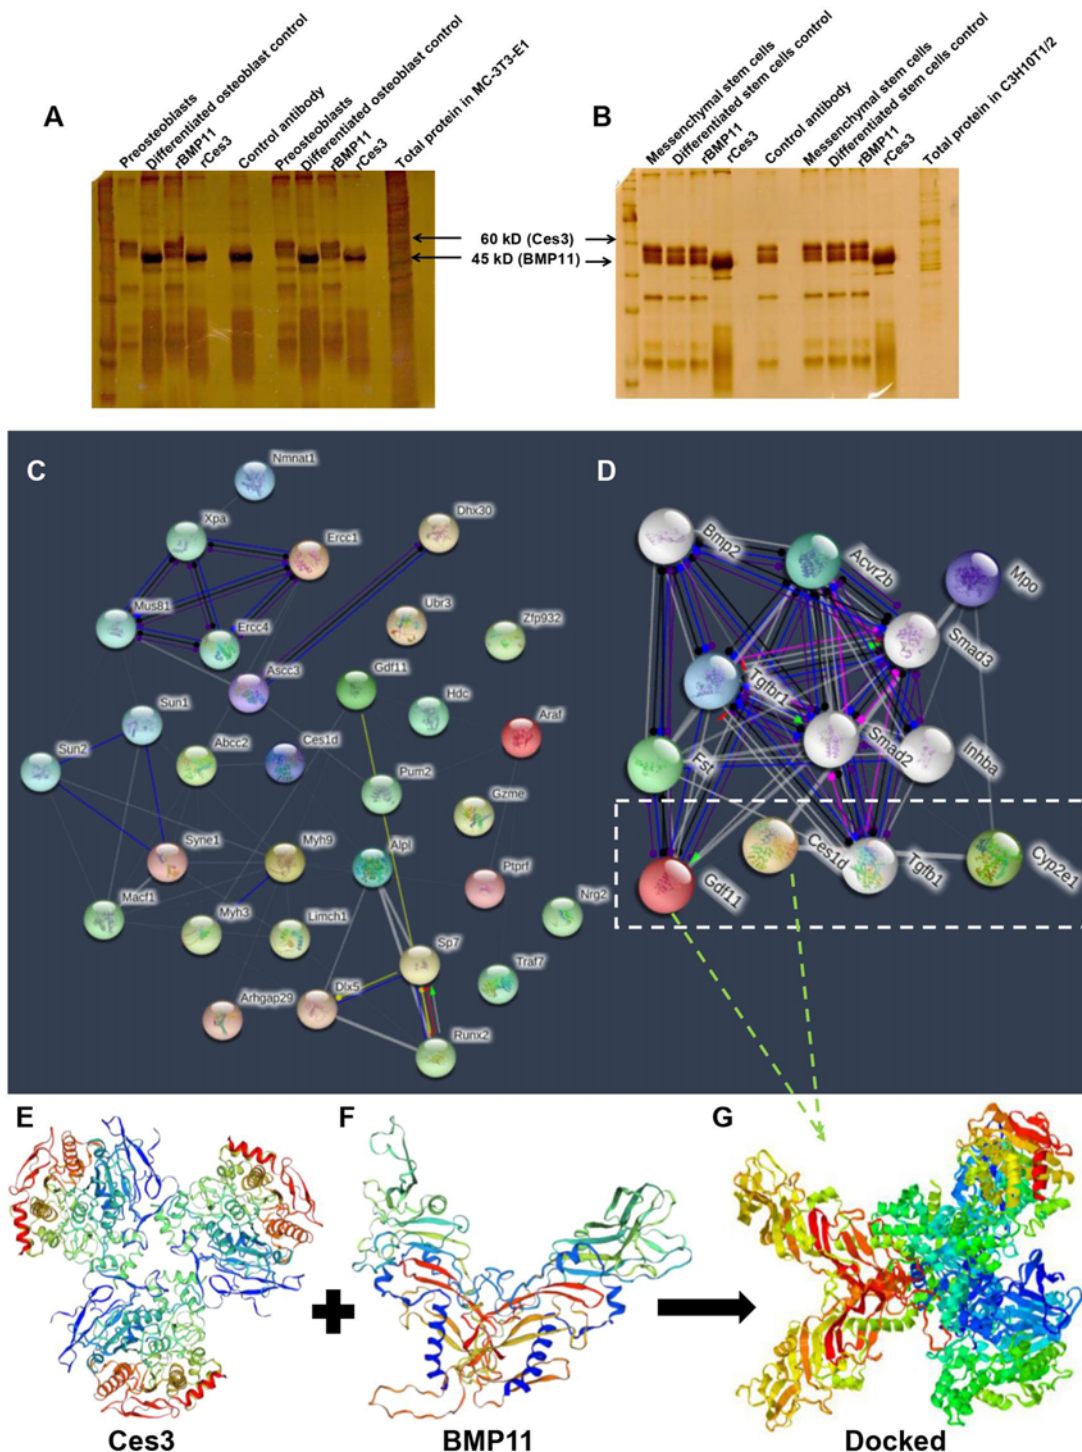 A
Preosteoblasts
Differentiated osteoblast control
rBMP11
rCes3
Control antibody
Preosteoblasts
Differentiated osteoblast control
rBMP11
rCes3
Total protein in MC-3T3-E1
B
Messenchymal stem cells
Differentiated stem cells control
rBMP11
rCes3
Control antibody
Messenchymal stem cells
Differentiated stem cells control
rBMP11
rCes3
Total protein in C3H10T1/2
60 kD (Ces3)
45 kD (BMP11)
C
Nmnat1
Xpa
Ercc1
Dhx30
Mus81
Ercc4
Ubr3
Zfp932
Ascc3
Gdf11
Sun1
Hdc
Araf
Sun2
Abcc2
Ces1d
Pum2
Gzme
Syne1
Myh9
Alpl
Ptprf
Macf1
Myh3
Limch1
Nrg2
Sp7
Traf7
Arhgap29
Dlx5
Runx2
D
Bmp2
Acvr2b
Mpo
Smad3
Tgfbr1
Smad2
Inhba
Fst
Ces1d
Tgfb1
Cyp2e1
Gdf11
E
F
G
Ces3
BMP11
Docked